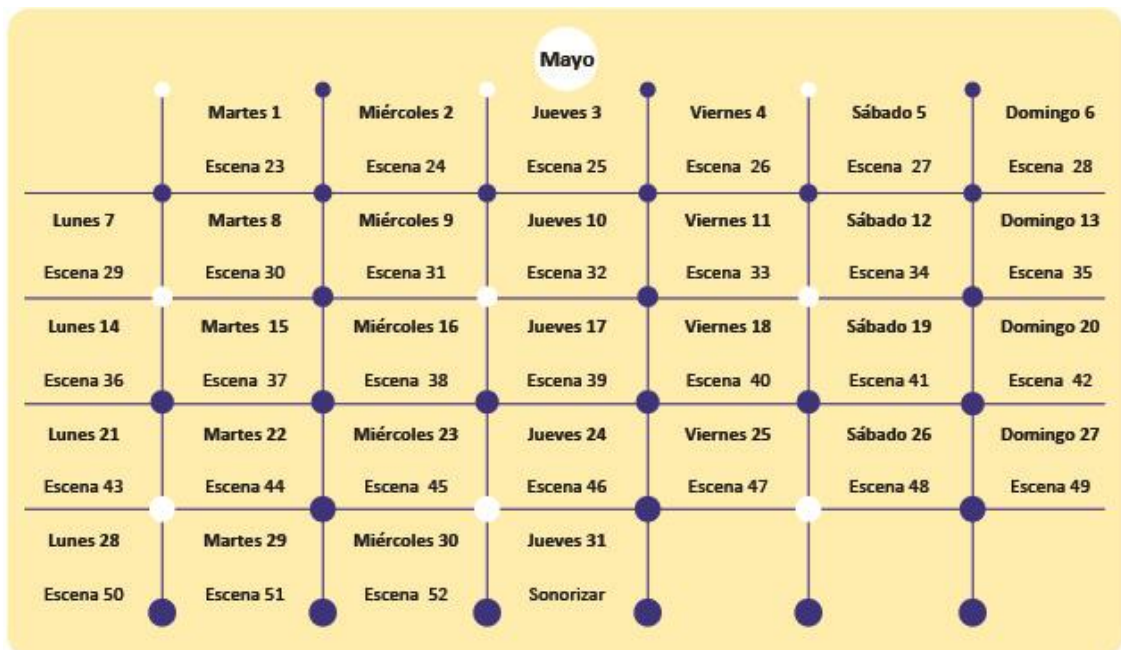 Mayo
Martes 1 Miércoles 2 Jueves 3 Viernes 4 Sábado 5 Domingo 6
Escena 23 Escena 24 Escena 25 Escena 26 Escena 27 Escena 28
Lunes 7 Martes 8 Miércoles 9 Jueves 10 Viernes 11 Sábado 12 Domingo 13
Escena 29 Escena 30 Escena 31 Escena 32 Escena 33 Escena 34 Escena 35
Lunes 14 Martes 15 Miércoles 16 Jueves 17 Viernes 18 Sábado 19 Domingo 20
Escena 36 Escena 37 Escena 38 Escena 39 Escena 40 Escena 41 Escena 42
Lunes 21 Martes 22 Miércoles 23 Jueves 24 Viernes 25 Sábado 26 Domingo 27
Escena 43 Escena 44 Escena 45 Escena 46 Escena 47 Escena 48 Escena 49
Lunes 28 Martes 29 Miércoles 30 Jueves 31
Escena 50 Escena 51 Escena 52 Sonorizar